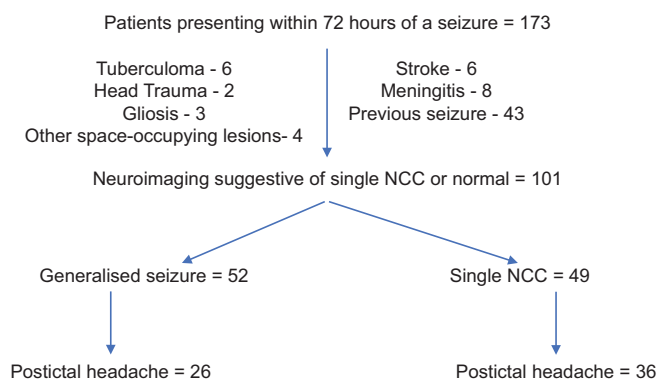 Patients presenting within 72 hours of a seizure = 173
Tuberculoma - 6
Head Trauma - 2
Gliosis - 3
Other space-occupying lesions- 4
Stroke - 6
Meningitis - 8
Previous seizure - 43
Neuroimaging suggestive of single NCC or normal = 101
Generalised seizure = 52
Single NCC = 49
Postictal headache = 26
Postictal headache = 36